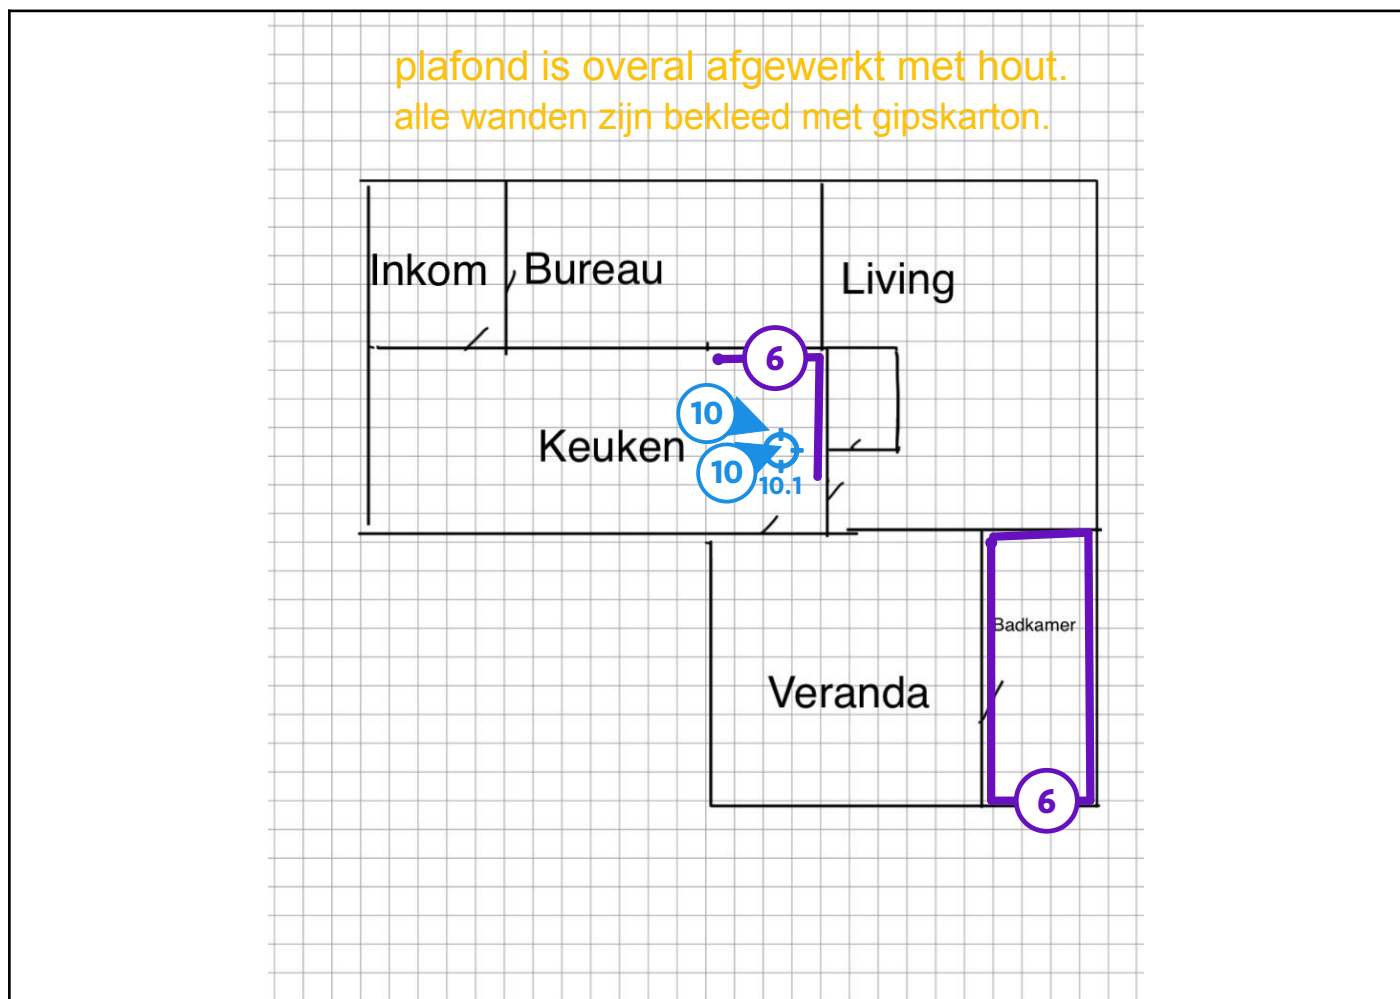 plafond is overal afgewerkt met hout.
alle wanden zijn bekleed met gipskarton.
Inkom
Bureau
Living
6
10
Keuken
10
10.1
Badkamer
Veranda
6